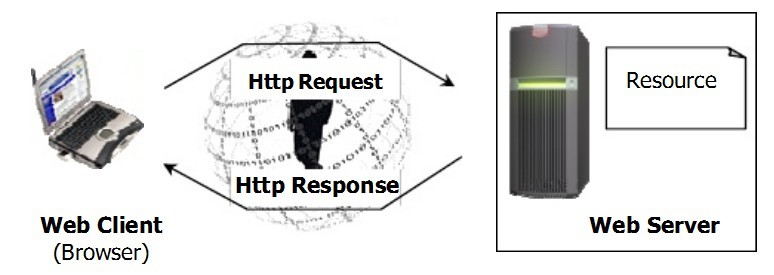 Http Request
Resource
Http Response
Web Client
(Browser)
Web Server